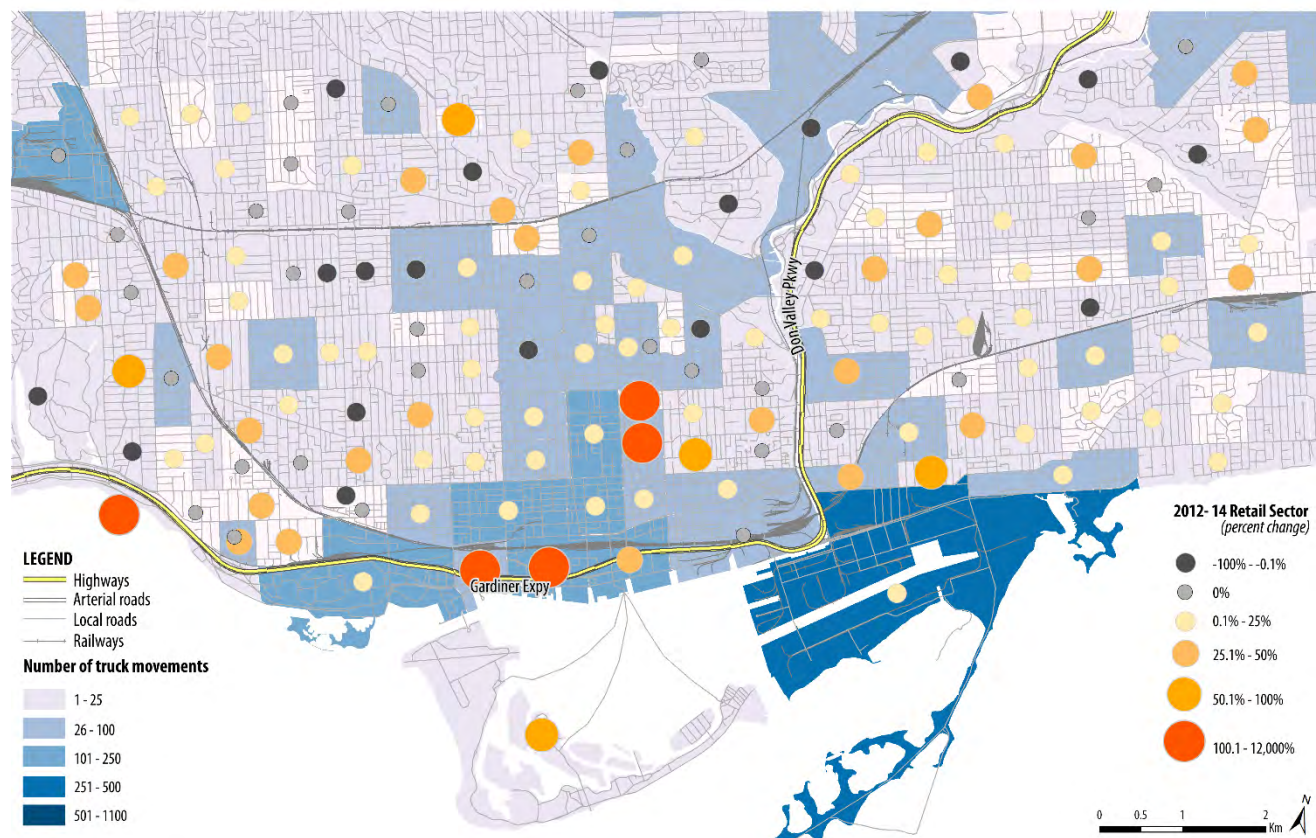 Don Valley Pkwy
Gardiner Expy
LEGEND
Highways
Arterial roads
Local roads
Railways
Number of truck movements
1 - 25
26 - 100
101 - 250
251 - 500
501 - 1100
2012- 14 Retail Sector
(percent change)
-100% - -0.1%
0%
0.1% - 25%
25.1% - 50%
50.1% - 100%
100.1 - 12,000%
0 0.5 1 2
Km
N